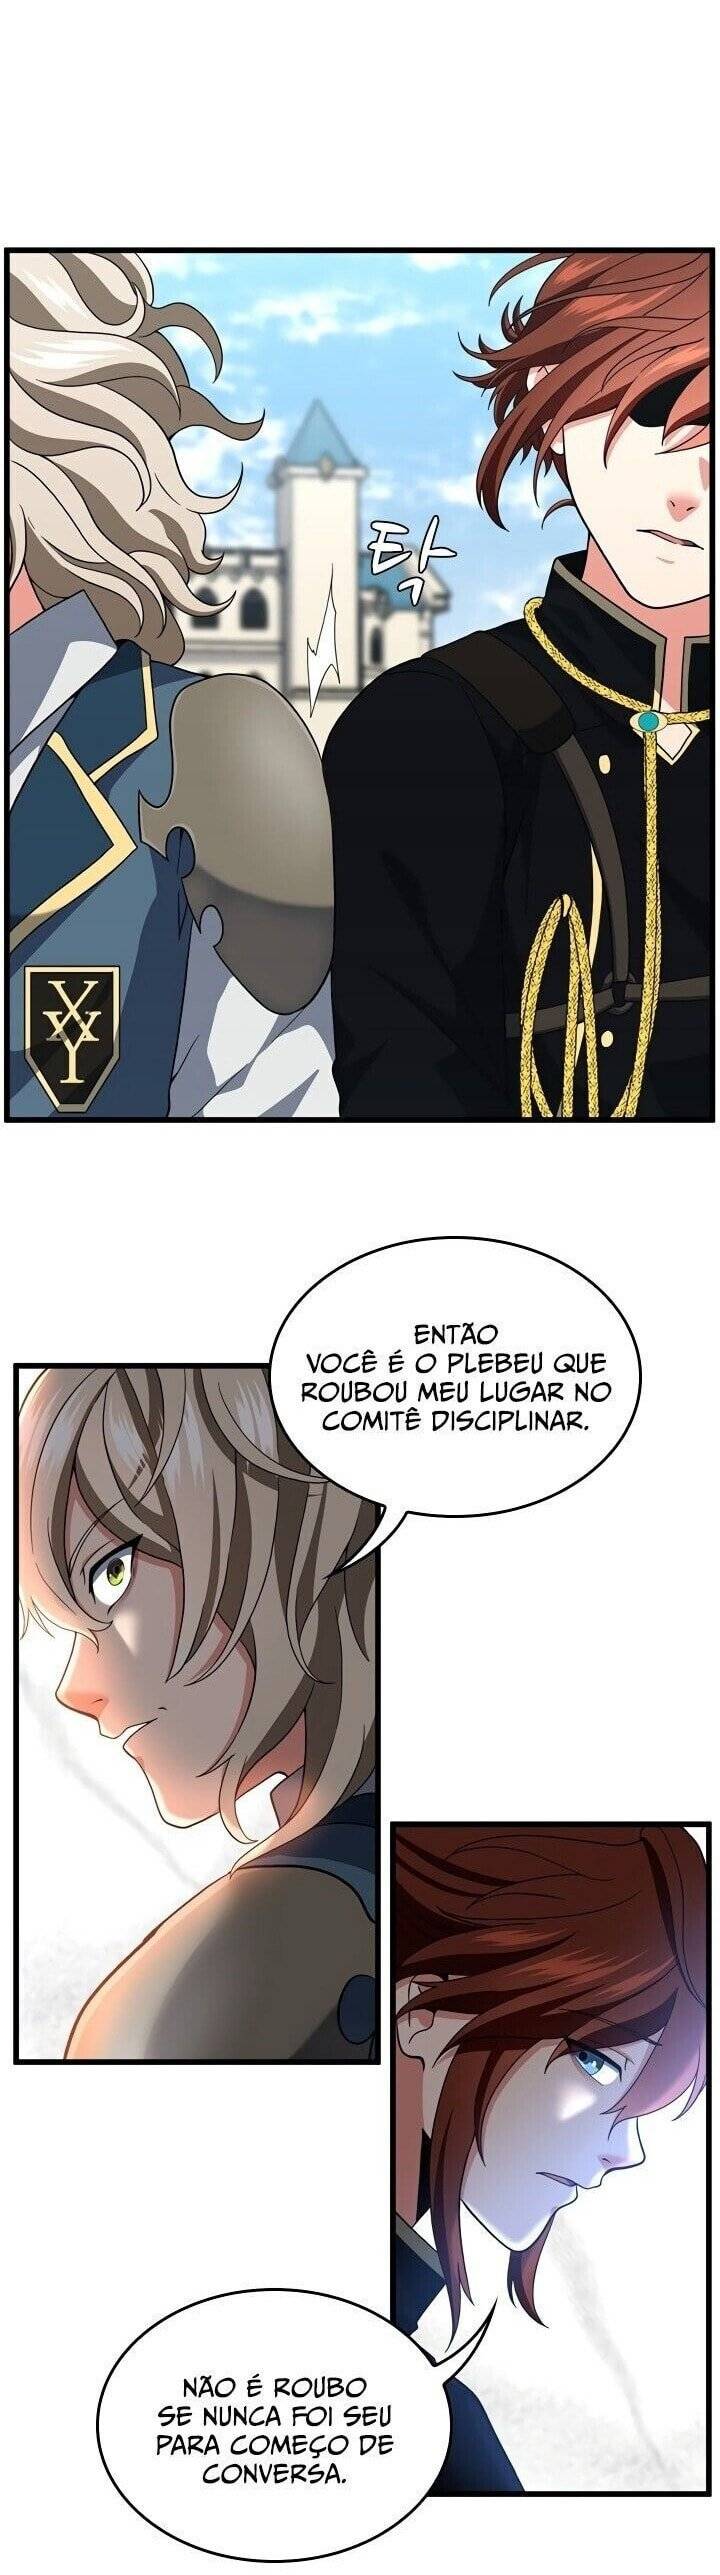 탁
X
XX
Y
ENTÃO
VOCÊ É O PLEBEU QUE
ROUBOU MEU LUGAR NO
COMITÊ DISCIPLINAR.
NÃO É ROUBO
SE NUNCA FOI SEU
PARA COMEÇO DE
CONVERSA.